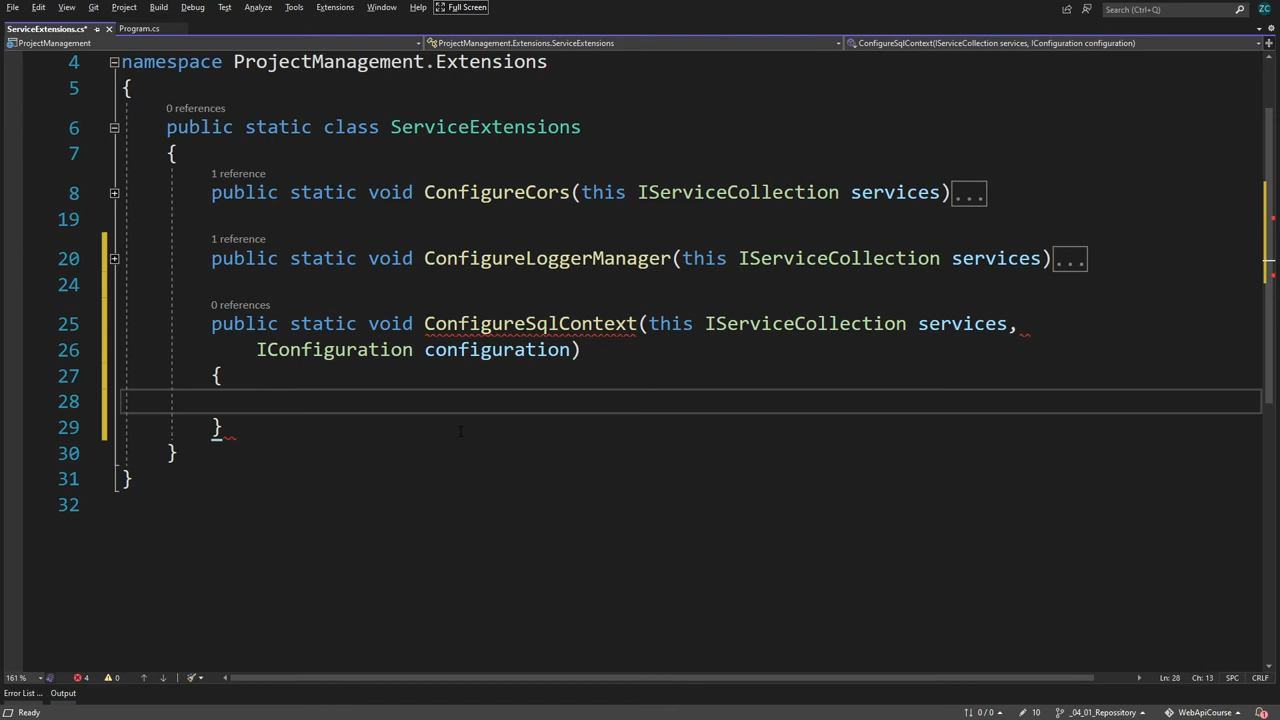 File Edit View Git Project Build Debug Test Analyze Tools Extensions Window Help Full Screen Search (Ctrl+Q) ZC
ServiceExtensions.cs* Program.cs
ProjectManagement ProjectManagement.Extensions.ServiceExtensions ConfigureSqlContext(IServiceCollection services, IConfiguration configuration)
4 namespace ProjectManagement.Extensions
5 {
0 references
6 public static class ServiceExtensions
7 {
1 reference
8 public static void ConfigureCors(this IServiceCollection services)...
19
1 reference
20 public static void ConfigureLoggerManager(this IServiceCollection services)...
24
0 references
25 public static void ConfigureSqlContext(this IServiceCollection services,
26 IConfiguration configuration)
27 {
28
29 }
30 }
31 }
32
161 % 4 0 Ln: 28 Ch: 13 SPC CRLF
Error List ... Output
Ready 0 / 0 10 _04_01_Repository WebApiCourse 1